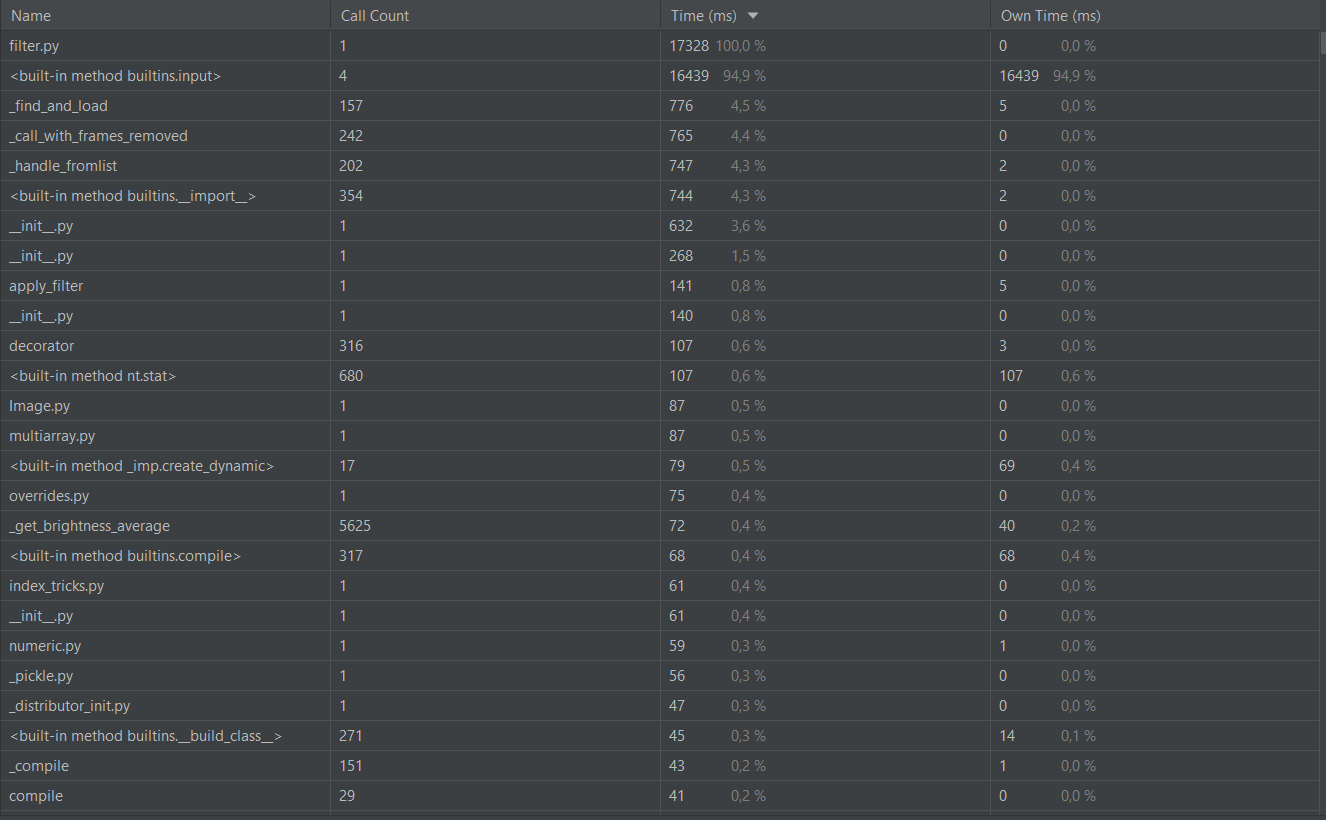 Name Call Count Time (ms) Own Time (ms)
filter.py 1 17328 100,0 % 0 0,0 %
<built-in method builtins.input> 4 16439 94,9 % 16439 94,9 %
_find_and_load 157 776 4,5 % 5 0,0 %
_call_with_frames_removed 242 765 4,4 % 0 0,0 %
_handle_fromlist 202 747 4,3 % 2 0,0 %
<built-in method builtins.__import__> 354 744 4,3 % 2 0,0 %
__init__.py 1 632 3,6 % 0 0,0 %
__init__.py 1 268 1,5 % 0 0,0 %
apply_filter 1 141 0,8 % 5 0,0 %
__init__.py 1 140 0,8 % 0 0,0 %
decorator 316 107 0,6 % 3 0,0 %
<built-in method nt.stat> 680 107 0,6 % 107 0,6 %
Image.py 1 87 0,5 % 0 0,0 %
multiarray.py 1 87 0,5 % 0 0,0 %
<built-in method _imp.create_dynamic> 17 79 0,5 % 69 0,4 %
overrides.py 1 75 0,4 % 0 0,0 %
_get_brightness_average 5625 72 0,4 % 40 0,2 %
<built-in method builtins.compile> 317 68 0,4 % 68 0,4 %
index_tricks.py 1 61 0,4 % 0 0,0 %
__init__.py 1 61 0,4 % 0 0,0 %
numeric.py 1 59 0,3 % 1 0,0 %
_pickle.py 1 56 0,3 % 0 0,0 %
_distributor_init.py 1 47 0,3 % 0 0,0 %
<built-in method builtins.__build_class__> 271 45 0,3 % 14 0,1 %
_compile 151 43 0,2 % 1 0,0 %
compile 29 41 0,2 % 0 0,0 %